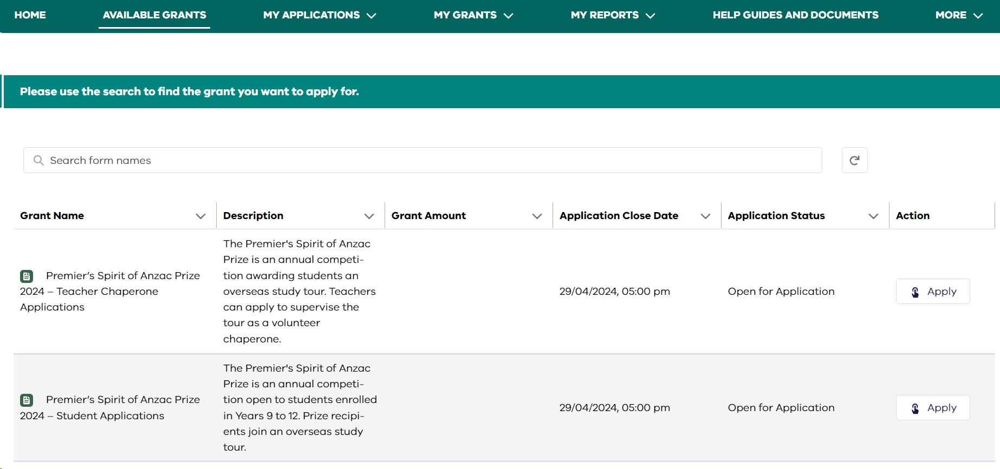 HOME AVAILABLE GRANTS MY APPLICATIONS MY GRANTS MY REPORTS HELP GUIDES AND DOCUMENTS MORE
Please use the search to find the grant you want to apply for.
Search form names
Grant Name Description Grant Amount Application Close Date Application Status Action
Premier’s Spirit of Anzac Prize
2024 – Teacher Chaperone
Applications
The Premier's Spirit of Anzac
Prize is an annual competi-
tion awarding students an
overseas study tour. Teachers
can apply to supervise the
tour as a volunteer
chaperone.
29/04/2024, 05:00 pm
Open for Application
Apply
Premier’s Spirit of Anzac Prize
2024 – Student Applications
The Premier's Spirit of Anzac
Prize is an annual competi-
tion open to students enrolled
in Years 9 to 12. Prize recipi-
ents join an overseas study
tour.
29/04/2024, 05:00 pm
Open for Application
Apply